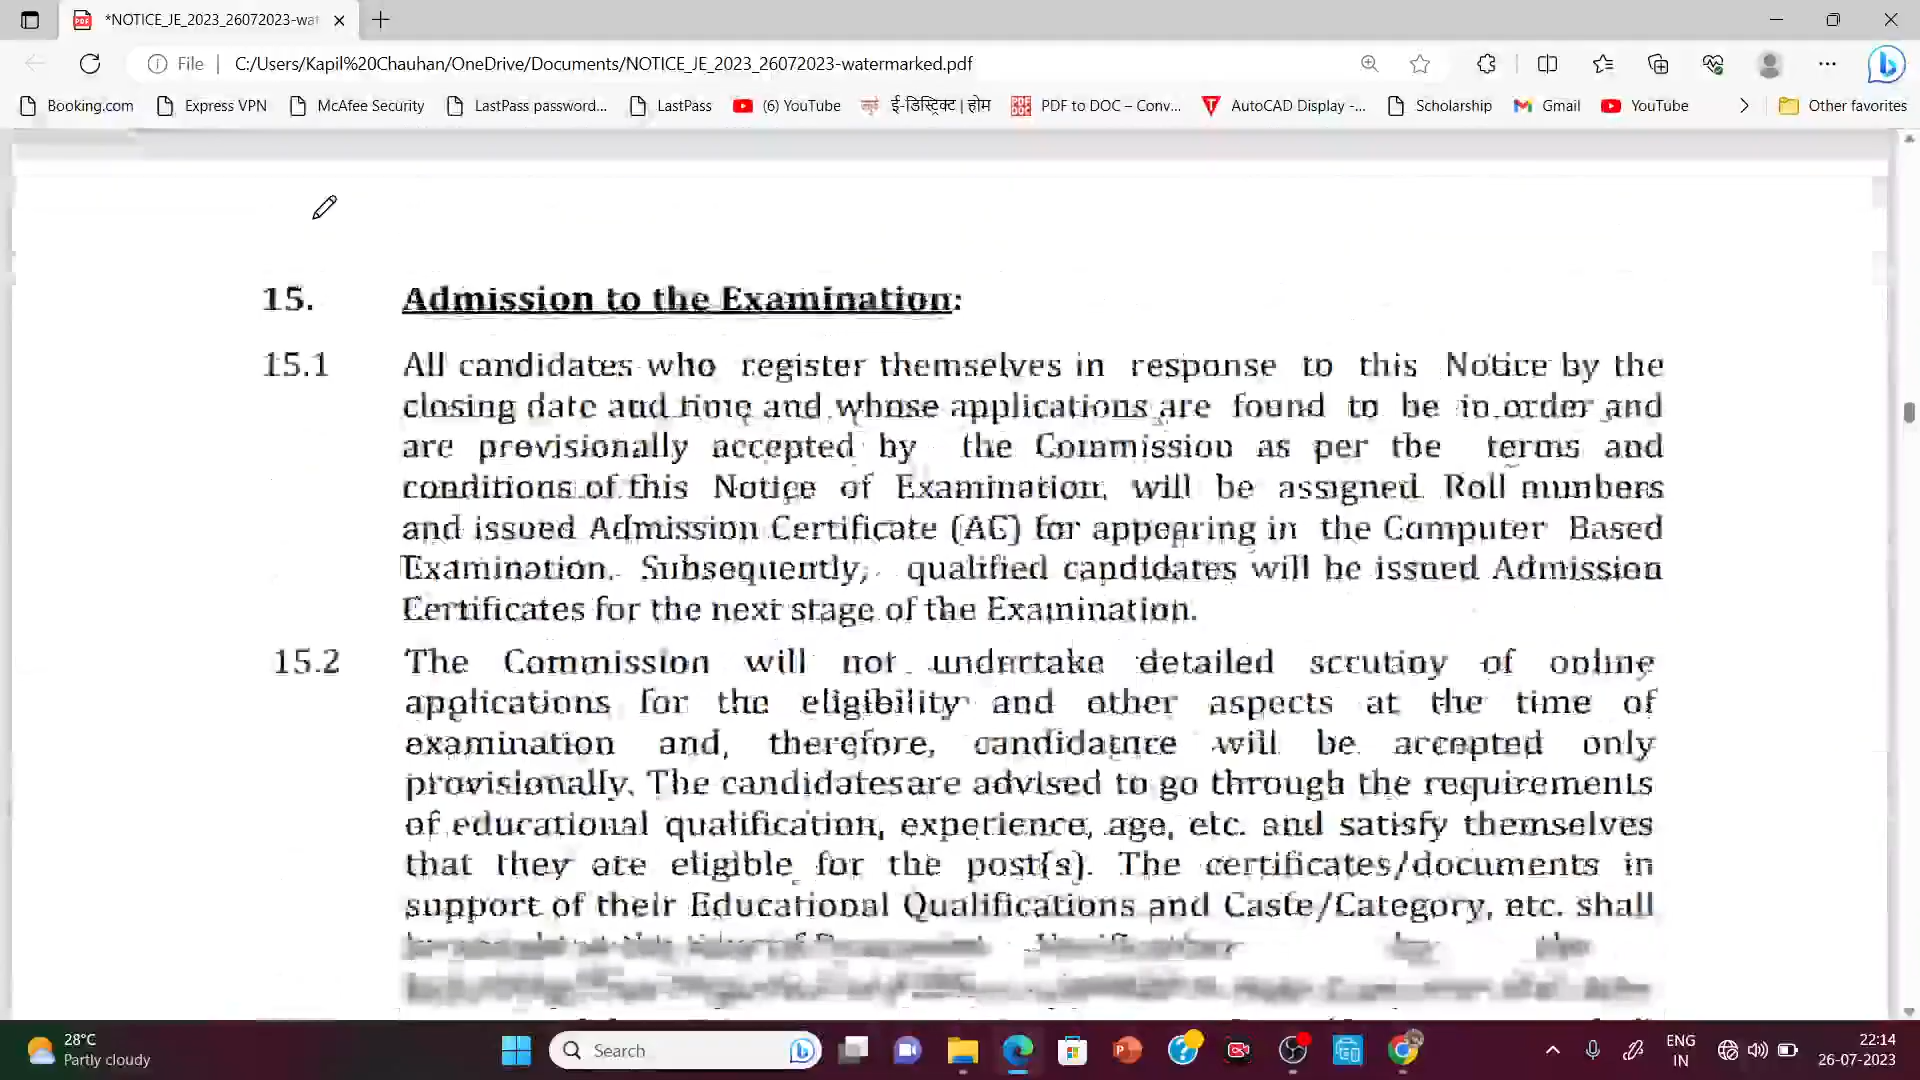 *NOTICE_JE_2023_26072023-wat
File
C:/Users/Kapil%20Chauhan/OneDrive/Documents/NOTICE_JE_2023_26072023-watermarked.pdf
Booking.com Express VPN McAfee Security LastPass password... LastPass (6) YouTube ई-डिस्ट्रिक्ट | होम PDF to DOC – Conv... AutoCAD Display -... Scholarship Gmail YouTube Other favorites
15. Admission to the Examination:
15.1 All candidates who register themselves in response to this Notice by the
closing date and time and whose applications are found to be in order and
are provisionally accepted by the Commission as per the terms and
conditions of this Notice of Examination, will be assigned Roll numbers
and issued Admission Certificate (AC) for appearing in the Computer Based
Examination. Subsequently, qualified candidates will be issued Admission
Certificates for the next stage of the Examination.
15.2 The Commission will not undertake detailed scrutiny of online
applications for the eligibility and other aspects at the time of
examination and, therefore, candidature will be accepted only
provisionally. The candidates are advised to go through the requirements
of educational qualification, experience, age, etc. and satisfy themselves
that they are eligible for the post(s). The certificates/documents in
support of their Educational Qualifications and Caste/Category, etc. shall
28°C
Partly cloudy
Search
ENG
IN
22:14
26-07-2023